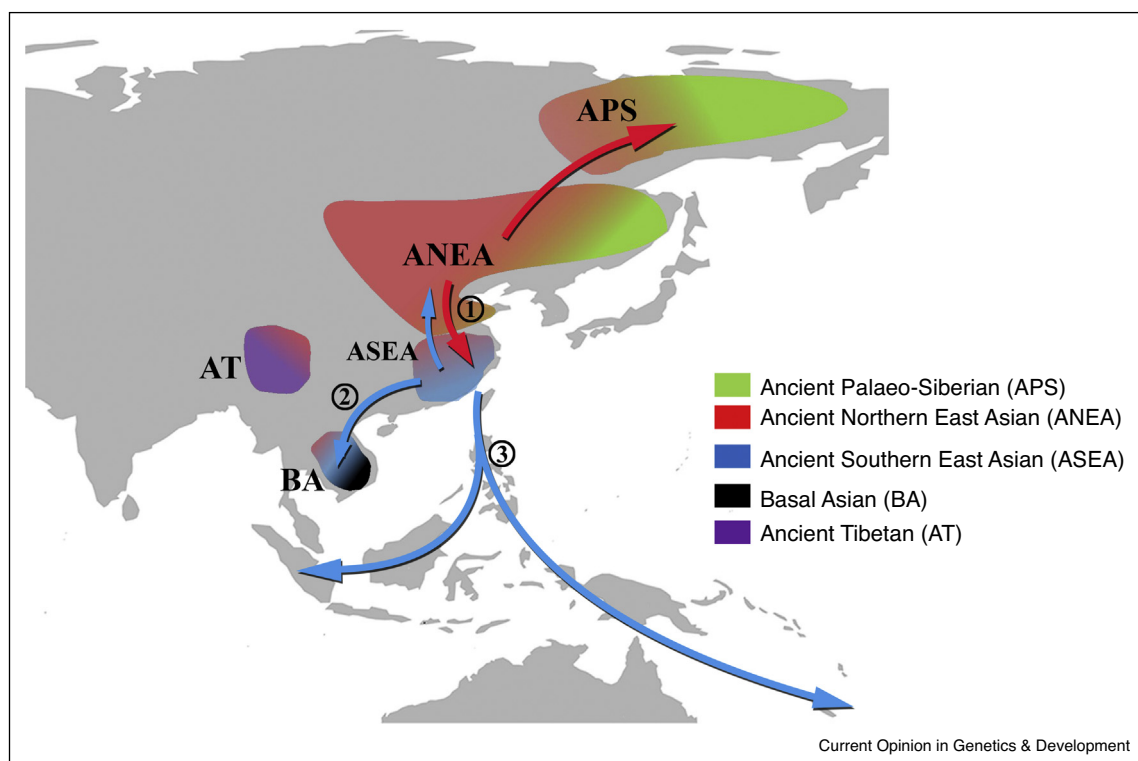 APS
ANEA
①
ASEA
AT
②
BA
③
Ancient Palaeo-Siberian (APS)
Ancient Northern East Asian (ANEA)
Ancient Southern East Asian (ASEA)
Basal Asian (BA)
Ancient Tibetan (AT)
Current Opinion in Genetics & Development